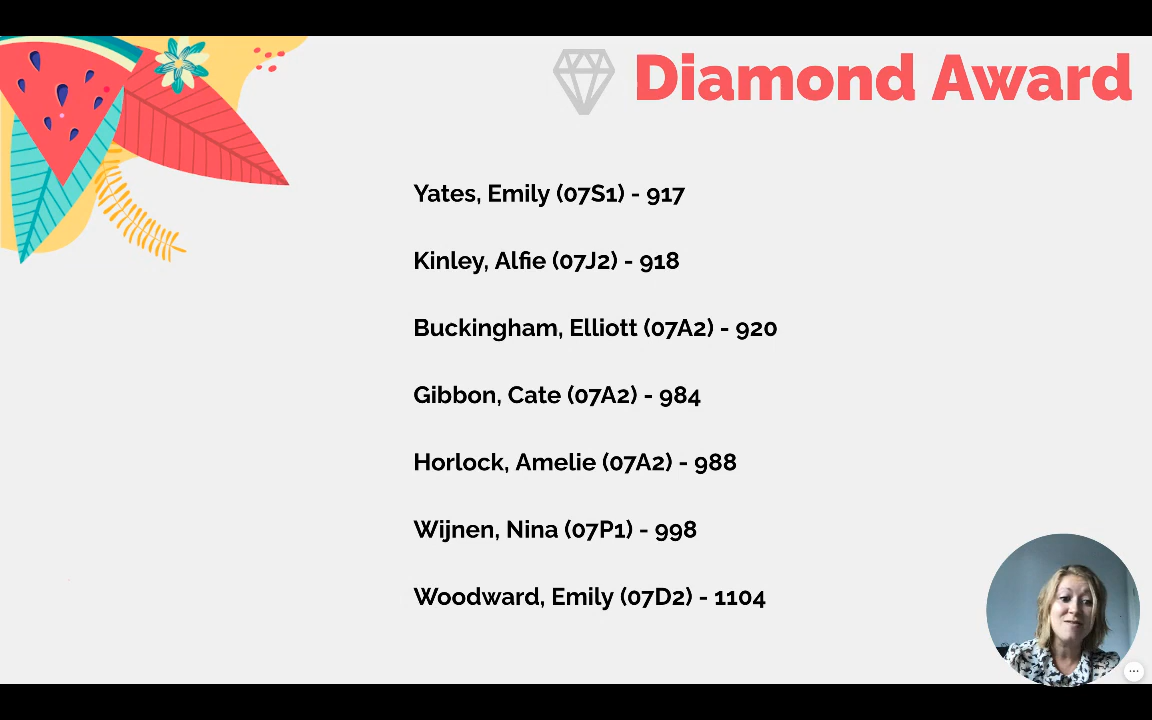 Diamond Award
Yates, Emily (07S1) - 917
Kinley, Alfie (07J2) - 918
Buckingham, Elliott (07A2) - 920
Gibbon, Cate (07A2) - 984
Horlock, Amelie (07A2) - 988
Wijnen, Nina (07P1) - 998
Woodward, Emily (07D2) - 1104